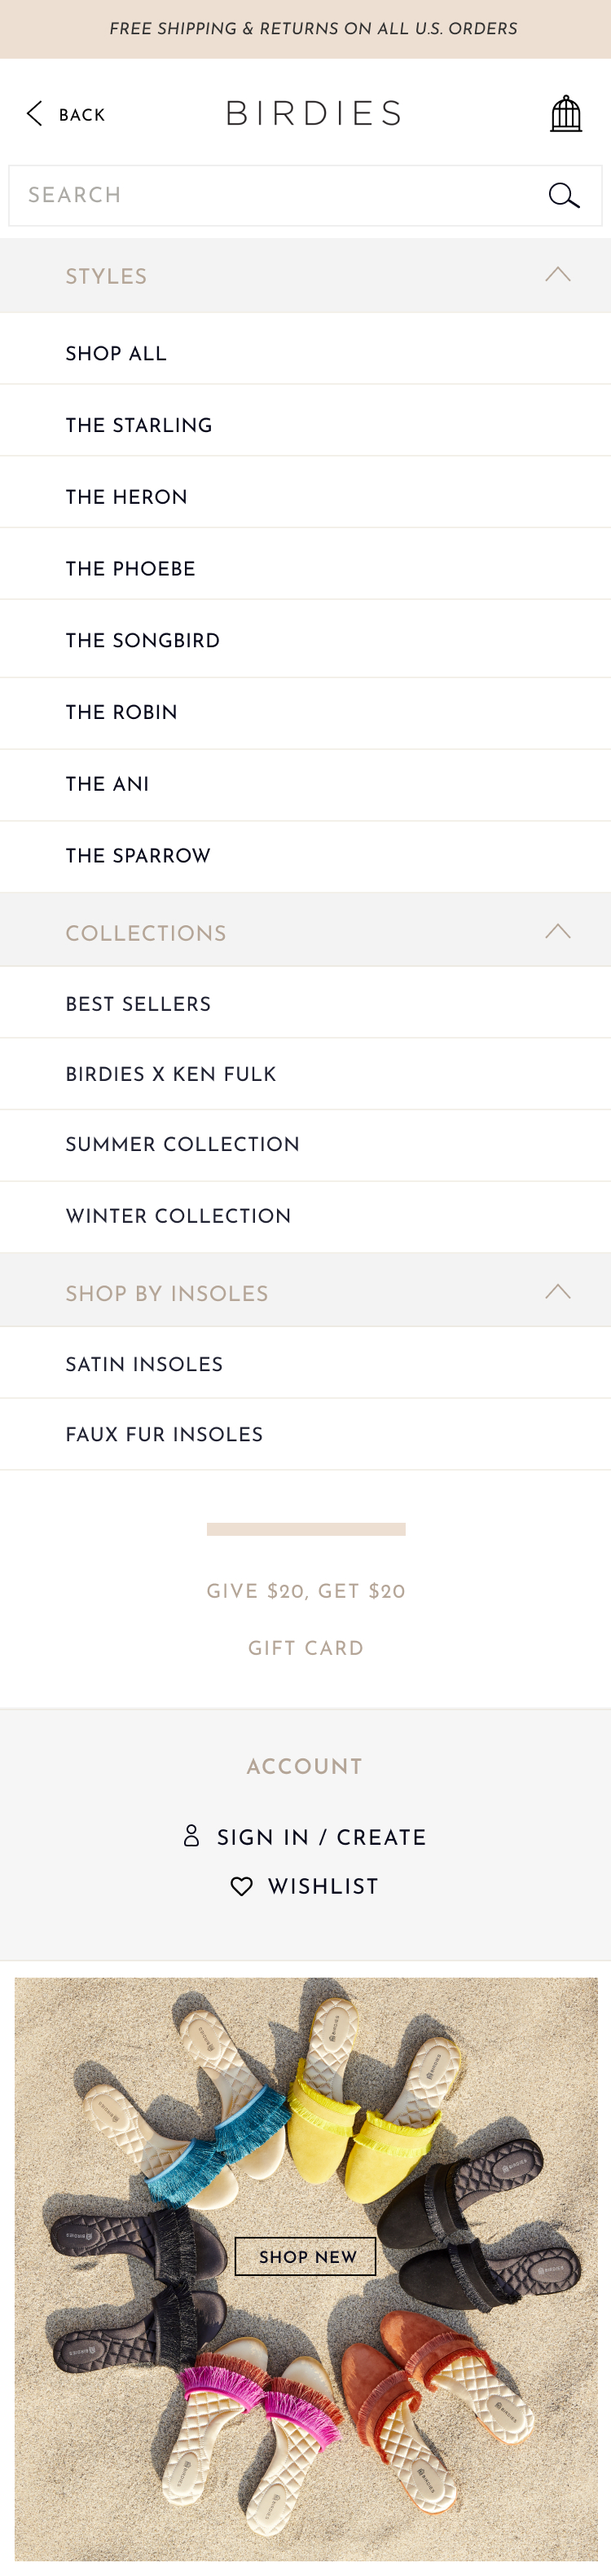 FREE SHIPPING & RETURNS ON ALL U.S. ORDERS
BACK
BIRDIES
SEARCH
STYLES
SHOP ALL
THE STARLING
THE HERON
THE PHOEBE
THE SONGBIRD
THE ROBIN
THE ANI
THE SPARROW
COLLECTIONS
BEST SELLERS
BIRDIES X KEN FULK
SUMMER COLLECTION
WINTER COLLECTION
SHOP BY INSOLES
SATIN INSOLES
FAUX FUR INSOLES
GIVE $20, GET $20
GIFT CARD
ACCOUNT
SIGN IN / CREATE
WISHLIST
SHOP NEW